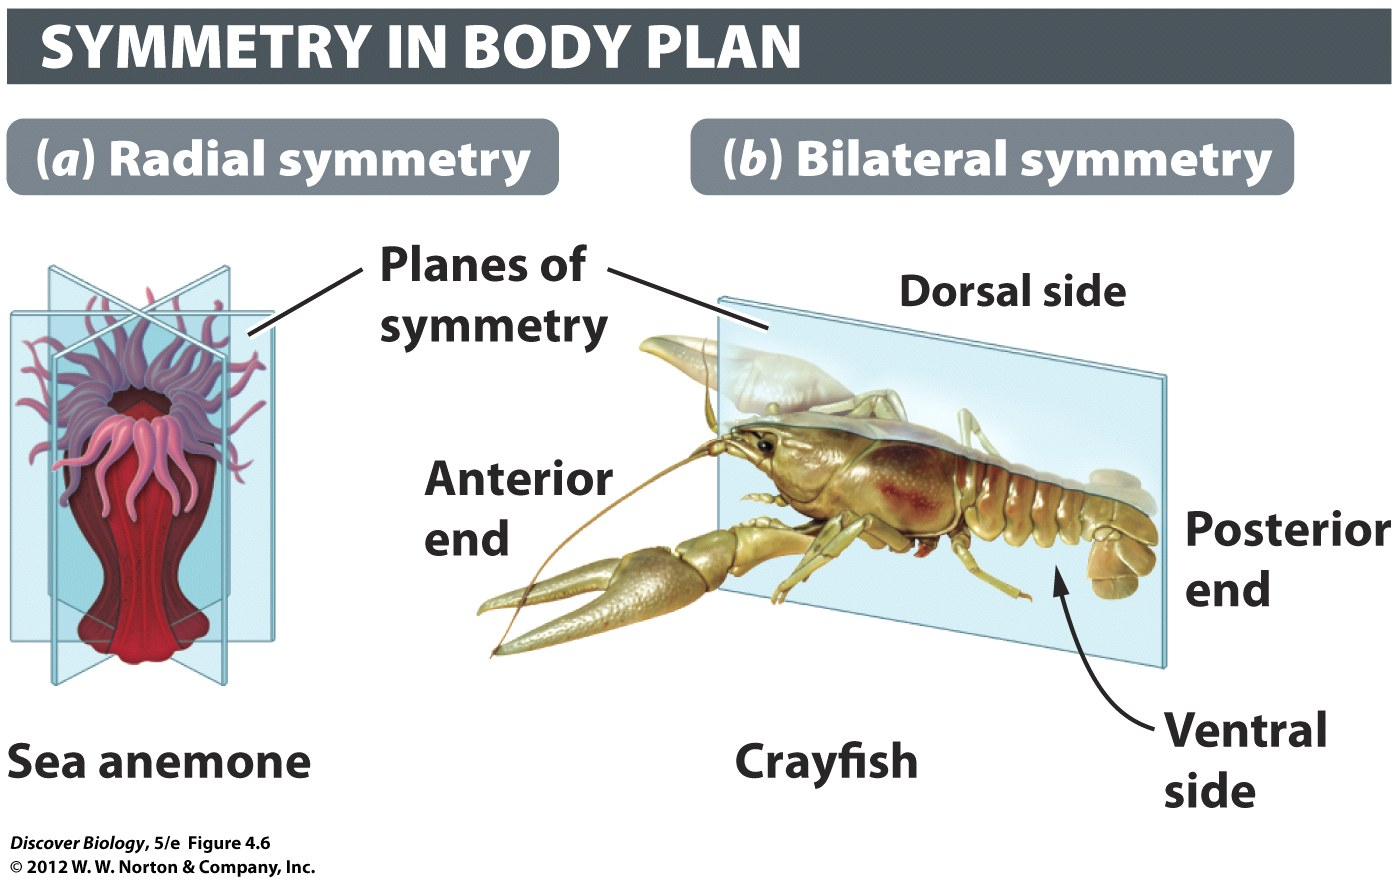 SYMMETRY IN BODY PLAN
(a) Radial symmetry
(b) Bilateral symmetry
Planes of
symmetry
Dorsal side
Anterior
end
Posterior
end
Ventral
side
Sea anemone
Crayfish
Discover Biology, 5/e Figure 4.6
© 2012 W. W. Norton & Company, Inc.